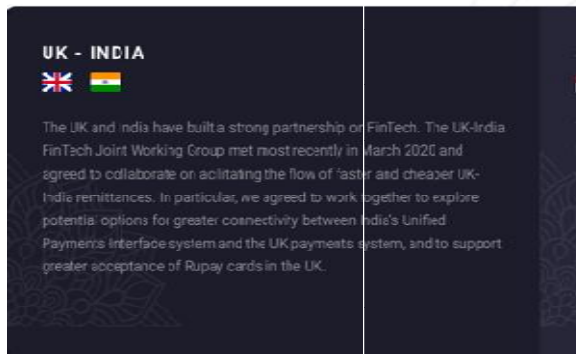 UK - INDIA
The UK and India have built a strong partnership on FinTech. The UK-India
FinTech Joint Working Group met most recently in March 2020 and
agreed to collaborate on aclitating the flow of faster and cheaper UK-
India remittances. In particular, we agreed to work together to explore
potential options for greater connectivity between India's Unified
Payments Interface system and the UK payments system, and to support
greater acceptance of Rupay cards in the UK.